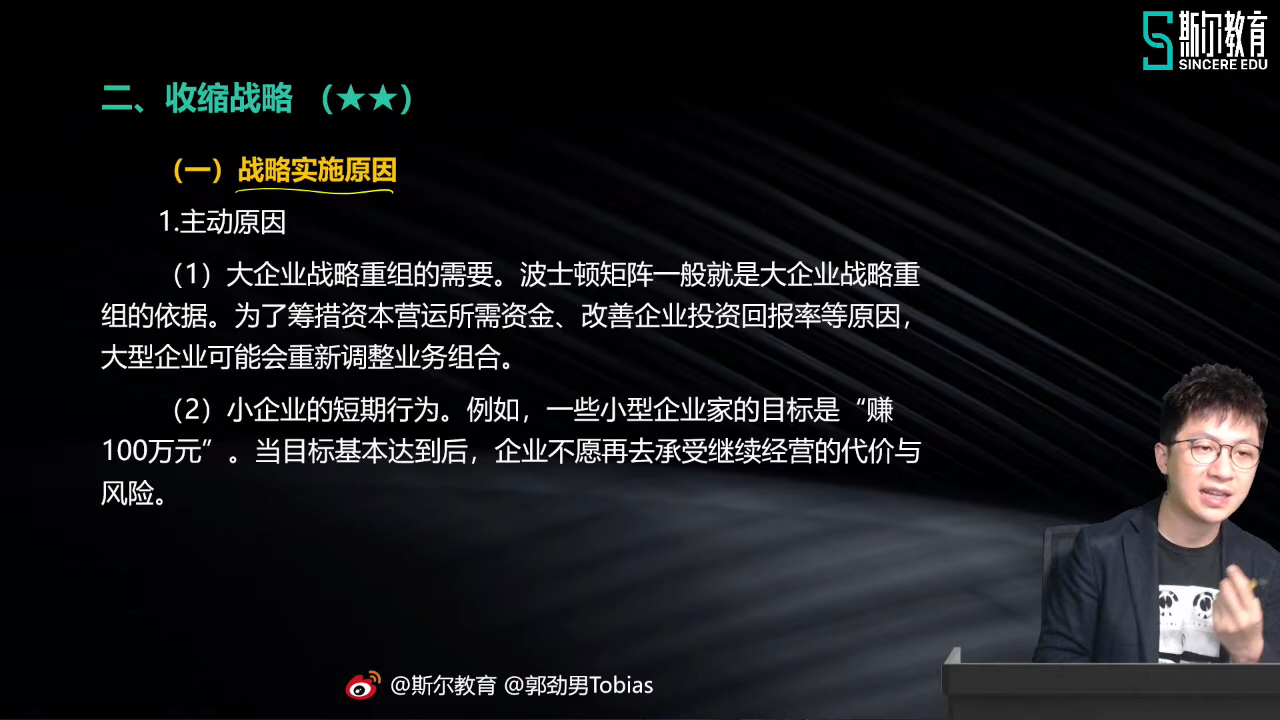 斯尔教育
SINCERE EDU
二、收缩战略 （★★）
（一）战略实施原因
1.主动原因
（1）大企业战略重组的需要。波士顿矩阵一般就是大企业战略重
组的依据。为了筹措资本营运所需资金、改善企业投资回报率等原因，
大型企业可能会重新调整业务组合。
（2）小企业的短期行为。例如，一些小型企业家的目标是“赚
100万元”。当目标基本达到后，企业不愿再去承受继续经营的代价与
风险。
@斯尔教育 @郭劲男Tobias